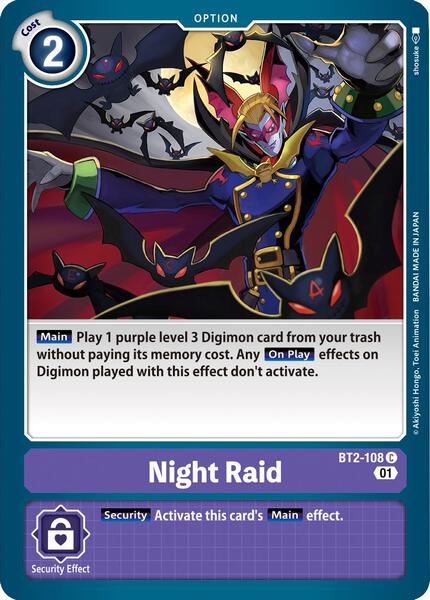 OPTION
Cost
2
shosuke
© Akiyoshi Hongo, Toei Animation BANDAI MADE IN JAPAN
Main Play 1 purple level 3 Digimon card from your trash
without paying its memory cost. Any On Play effects on
Digimon played with this effect don't activate.
BT2-108 C
Night Raid
01
Security Activate this card's Main effect.
Security Effect